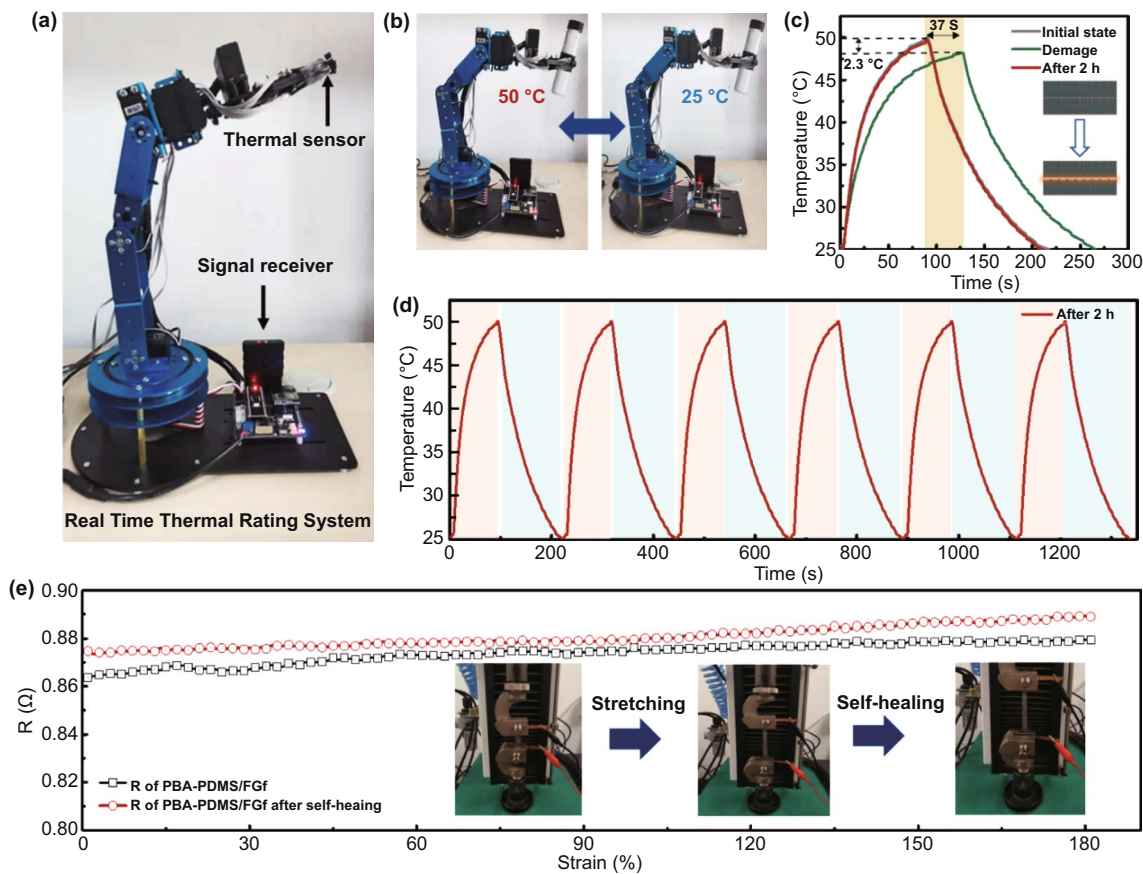 (a)
Thermal sensor
Signal receiver
Real Time Thermal Rating System
(b)
50 °C
25 °C
(c)
Temperature (°C)
50
45
40
35
30
25
37 S
2.3 °C
Initial state
Demage
After 2 h
0 50 100 150 200 250 300
Time (s)
(d)
Temperature (°C)
50
45
40
35
30
25
After 2 h
0 200 400 600 800 1000 1200
Time (s)
(e)
R (Ω)
0.90
0.88
0.86
0.84
0.82
0.80
Stretching
Self-healing
R of PBA-PDMS/FGf
R of PBA-PDMS/FGf after self-heaing
0 30 60 90 120 150 180
Strain (%)